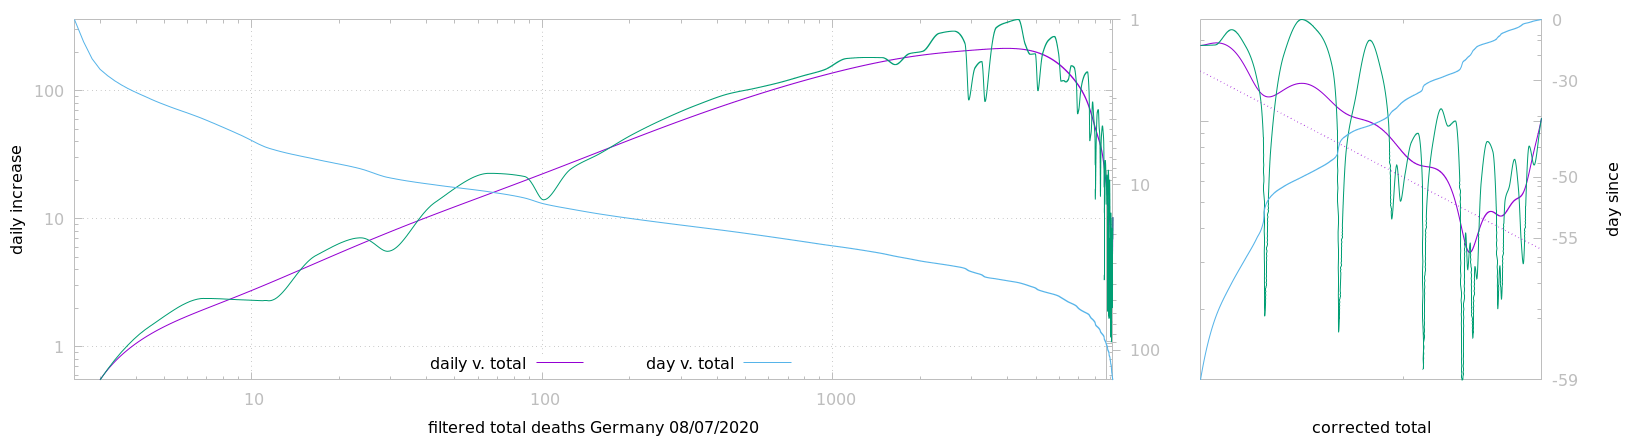 1
0
100
-30
daily increase
10
-50
10
day since
-55
1
daily v. total
day v. total
100
-59
10
100
1000
filtered total deaths Germany 08/07/2020
corrected total